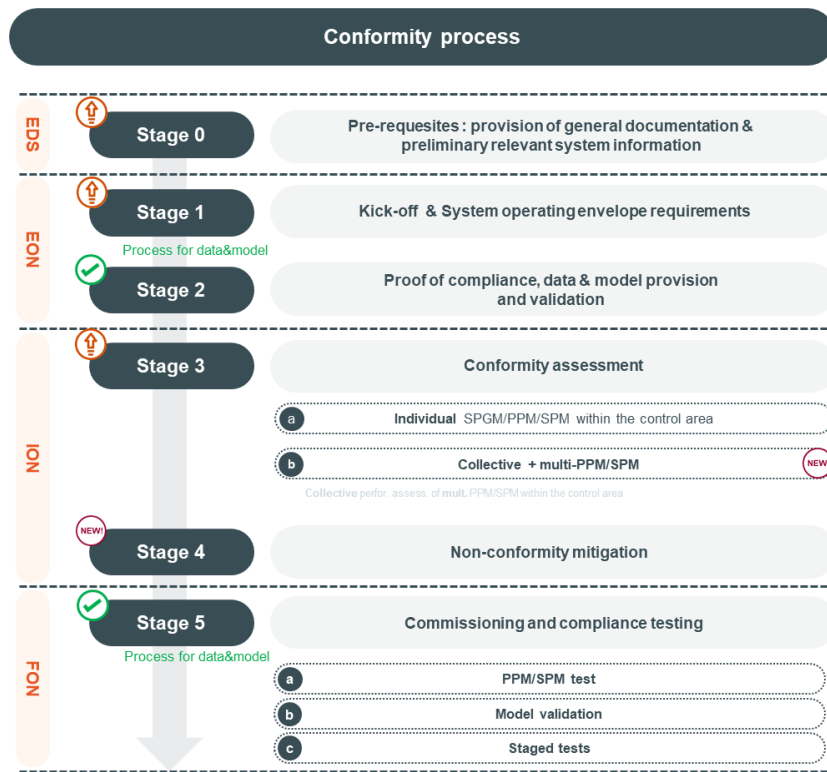 Conformity process
EDS
Stage 0
Pre-requesites : provision of general documentation &
preliminary relevant system information
EON
Stage 1
Kick-off & System operating envelope requirements
Process for data&model
Stage 2
Proof of compliance, data & model provision
and validation
ION
Stage 3
Conformity assessment
a
Individual SPGM/PPM/SPM within the control area
b
Collective + multi-PPM/SPM
NEW!
Collective perfor. assess. of mult. PPM/SPM within the control area
NEW!
Stage 4
Non-conformity mitigation
FON
Stage 5
Commissioning and compliance testing
Process for data&model
a
PPM/SPM test
b
Model validation
c
Staged tests